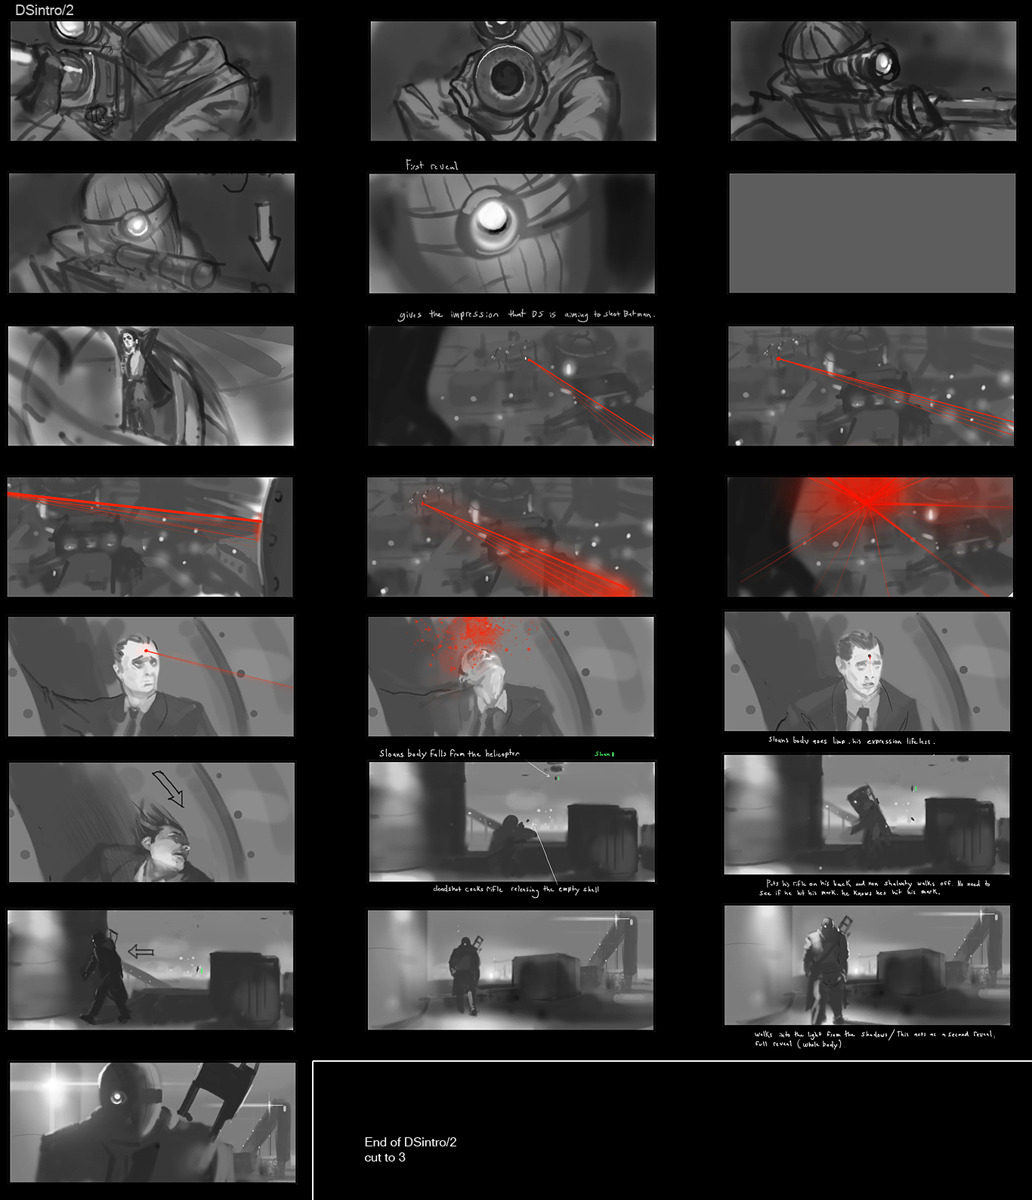 DSintro/2
First reveal
gives the impression that DS is aiming to shot Batman.
Sloans body falls from the helicopter
Sloans body goes limp. his expression lifeless.
deadshot cocks rifle releasing the empty shell
Puts his rifle on his back and non shalantly walks off. No need to
see if he hit his mark. he knows hes hit his mark.
walks into the light from the shadows/This acts as a second reveal.
full reveal (whole body).
End of DSintro/2
cut to 3